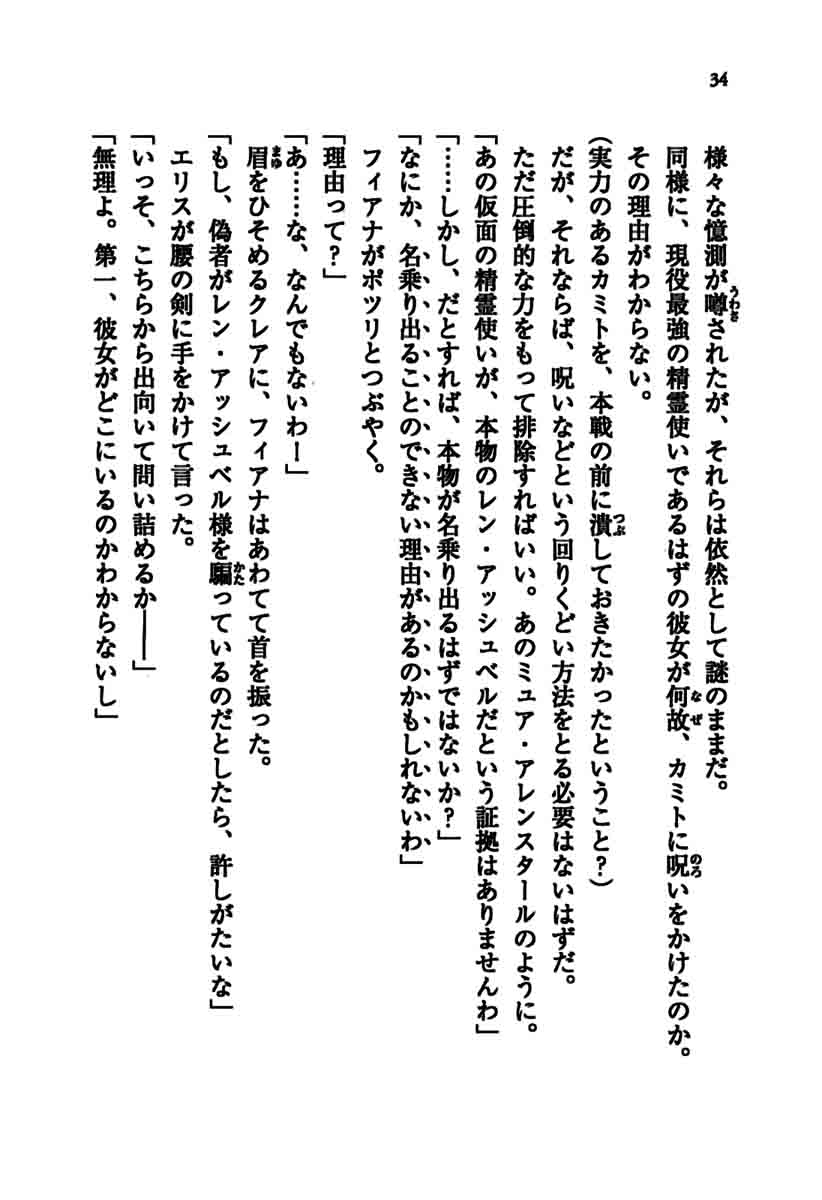 34
様々な憶測が噂されたが、それらは依然として謎のままだ。
同様に、現役最強の精霊使いであるはずの彼女が何故、カミトに呪いをかけたのか。
その理由がわからない。
(実力のあるカミトを、本戦の前に潰しておきたかったということ?)
だが、それならば、呪いなどという回りくどい方法をとる必要はないはずだ。
ただ圧倒的な力をもって排除すればいい。あのミュア・アレンスタールのように。
「あの仮面の精霊使いが、本物のレン・アッシュベルだという証拠はありませんわ」
「……しかし、だとすれば、本物が名乗り出るはずではないか?」
「なにか、名乗り出ることのできない理由があるのかもしれないわ」
フィアナがポツリとつぶやく。
「理由って?」
「あ……な、なんでもないわー」
眉をひそめるクレアに、フィアナはあわてて首を振った。
「もし、偽者がレン・アッシュベル様を騙っているのだとしたら、許しがたいな」
エリスが腰の剣に手をかけて言った。
「いっそ、こちらから出向いて問い詰めるか――」
「無理よ。第一、彼女がどこにいるのかわからないし」